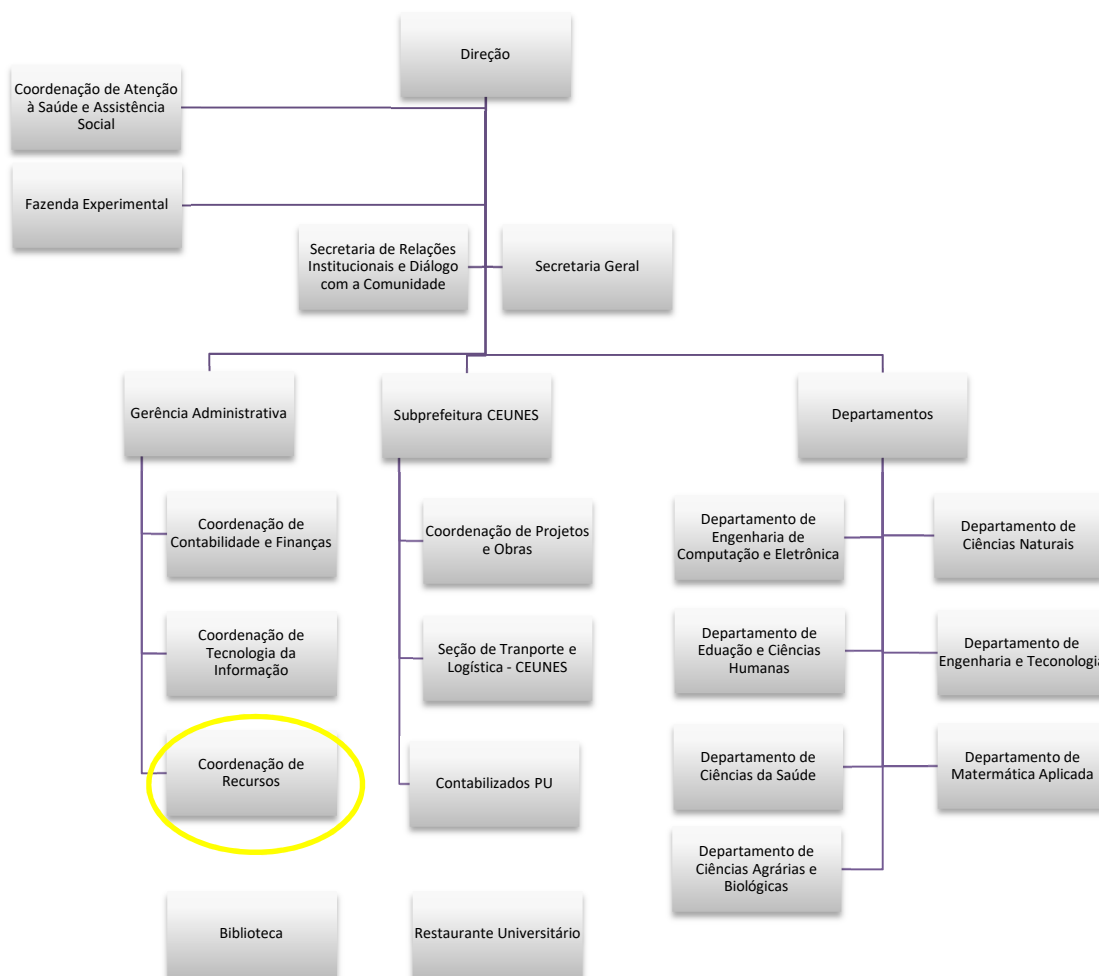 Direção
Coordenação de Atenção
à Saúde e Assistência
Social
Fazenda Experimental
Secretaria de Relações
Institucionais e Diálogo
com a Comunidade
Secretaria Geral
Gerência Administrativa
Subprefeitura CEUNES
Departamentos
Coordenação de
Contabilidade e Finanças
Coordenação de
Tecnologia da
Informação
Coordenação de
Recursos
Coordenação de Projetos
e Obras
Seção de Tranporte e
Logística - CEUNES
Contabilizados PU
Departamento de
Engenharia de
Computação e Eletrônica
Departamento de
Ciências Naturais
Departamento de
Eduação e Ciências
Humanas
Departamento de
Engenharia e Teconologia
Departamento de
Ciências da Saúde
Departamento de
Matermática Aplicada
Departamento de
Ciências Agrárias e
Biológicas
Biblioteca
Restaurante Universitário